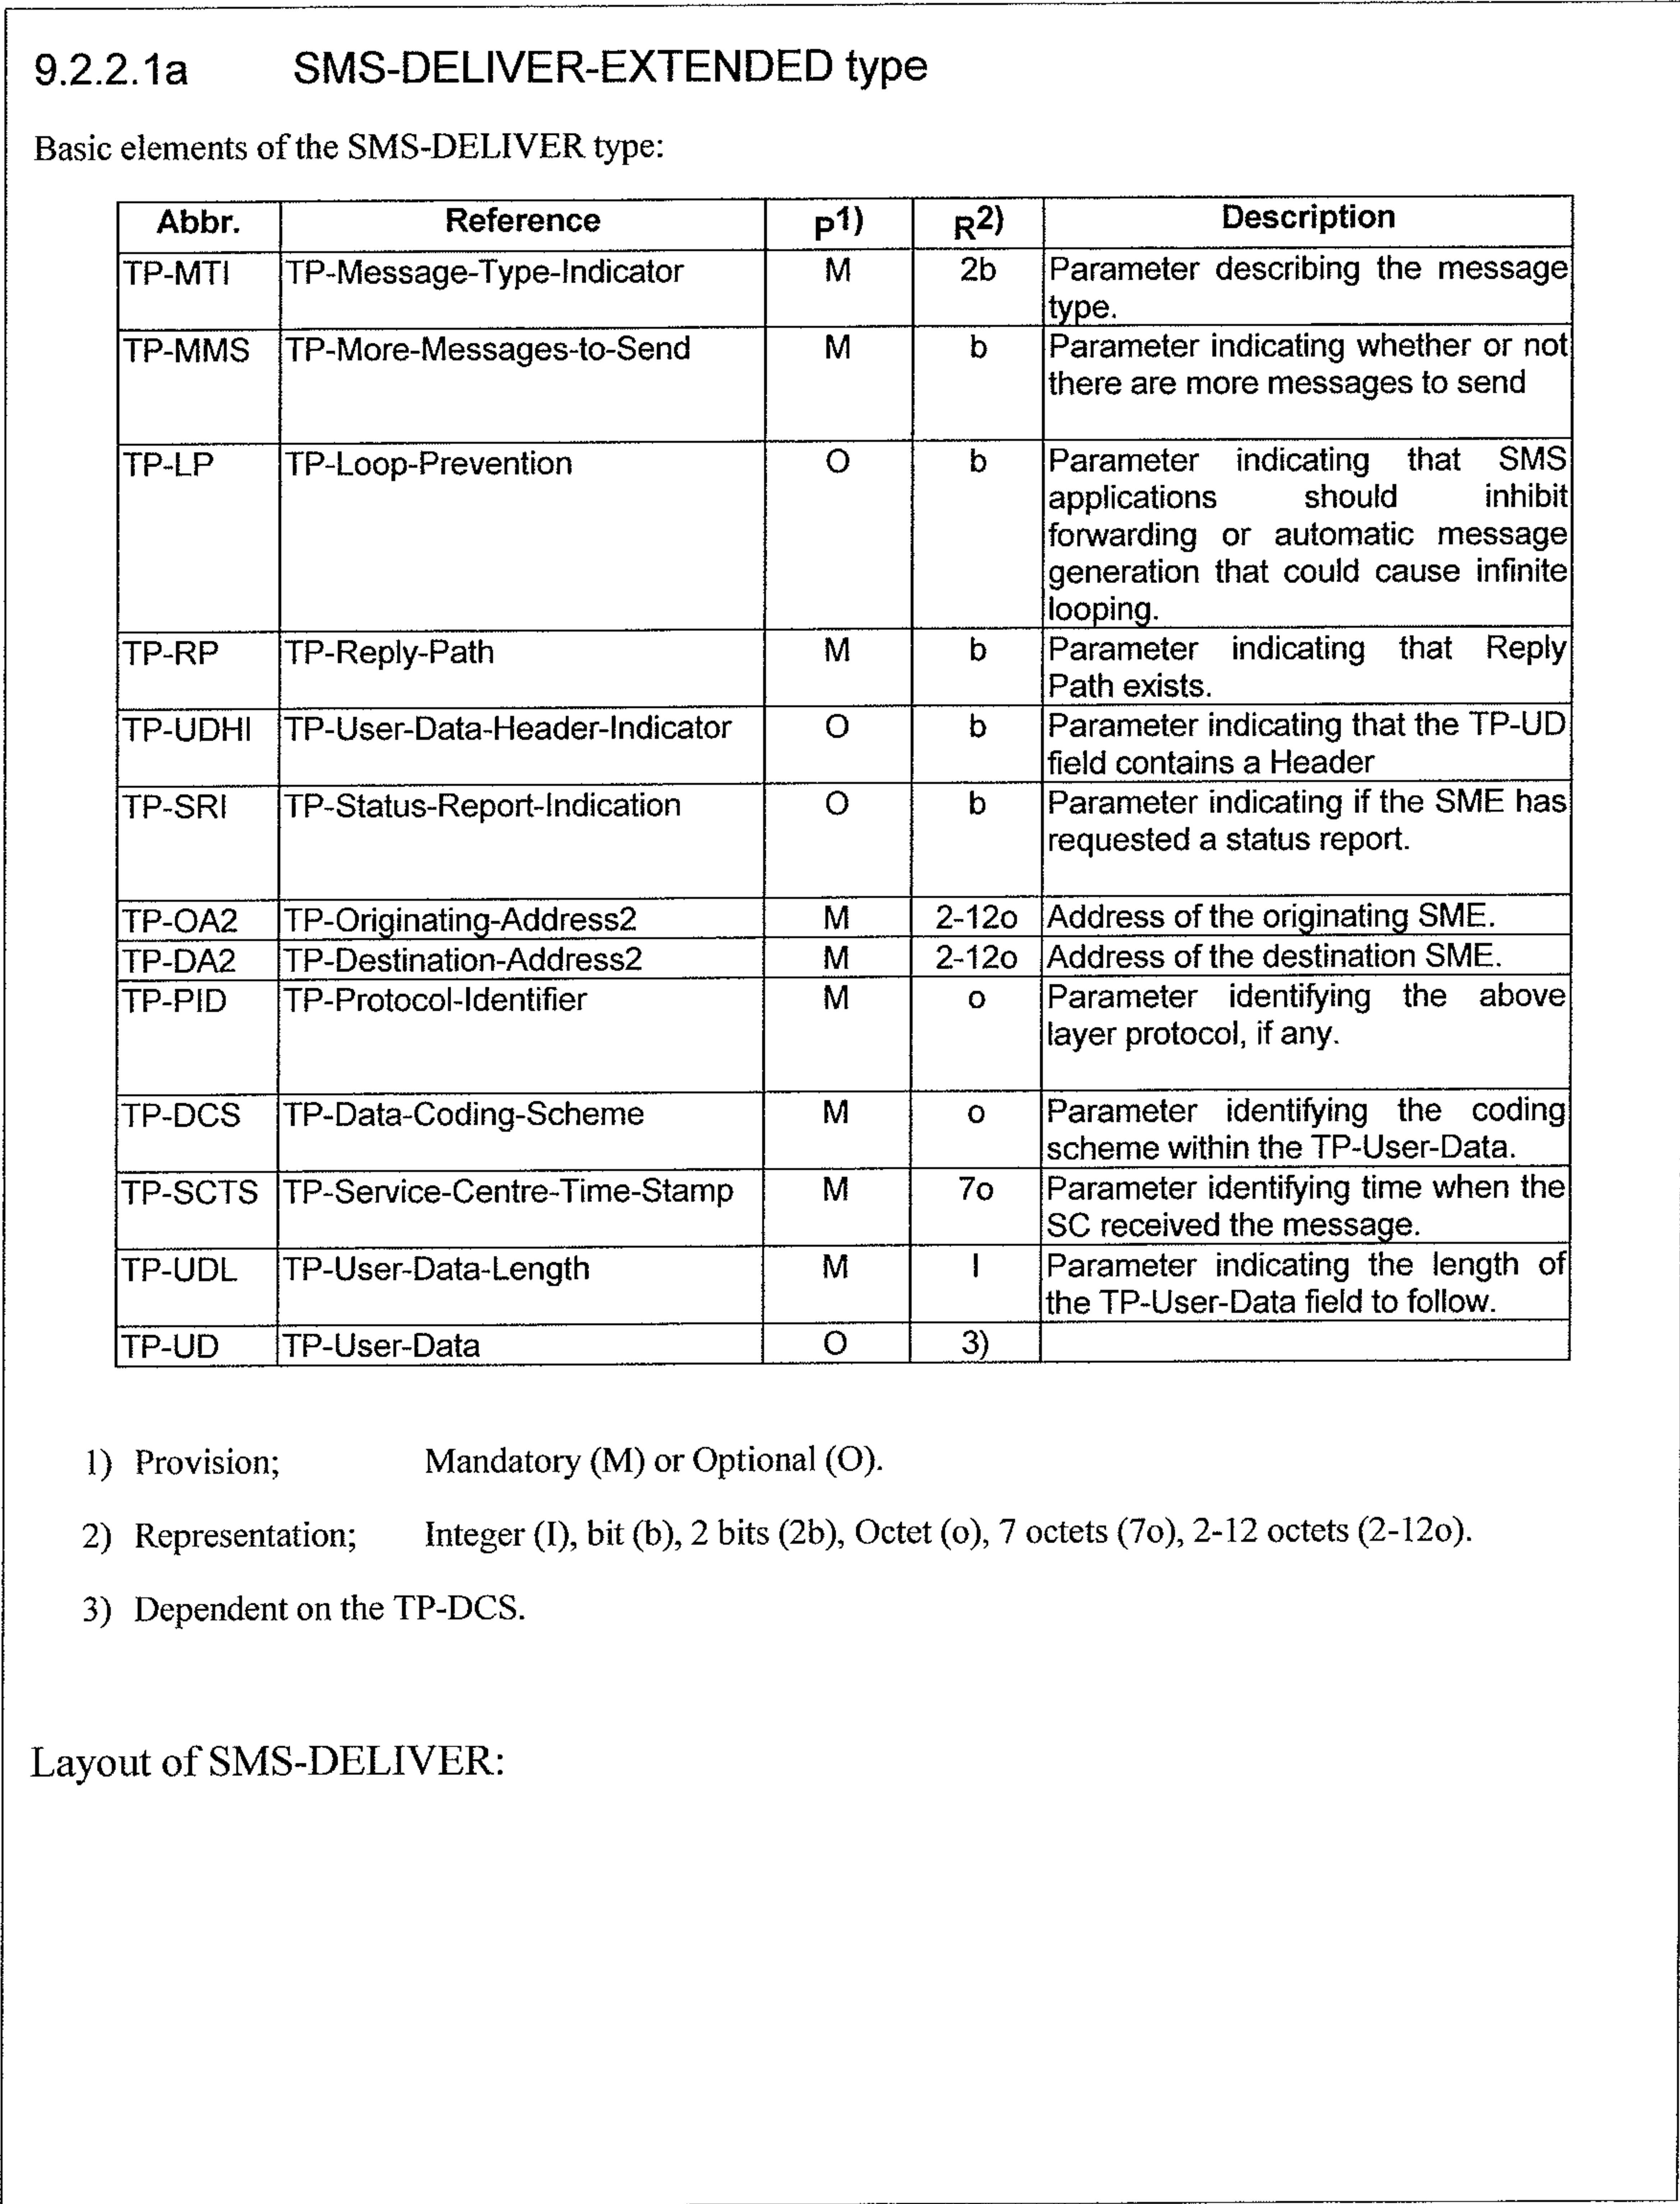 9.2.2.1a SMS-DELIVER-EXTENDED type
Basic elements of the SMS-DELIVER type:
Abbr. Reference P1) R2) Description
TP-MTI TP-Message-Type-Indicator M 2b Parameter describing the message
type.
TP-MMS TP-More-Messages-to-Send M b Parameter indicating whether or not
there are more messages to send
TP-LP TP-Loop-Prevention O b Parameter indicating that SMS
applications should inhibit
forwarding or automatic message
generation that could cause infinite
looping.
TP-RP TP-Reply-Path M b Parameter indicating that Reply
Path exists.
TP-UDHI TP-User-Data-Header-Indicator O b Parameter indicating that the TP-UD
field contains a Header
TP-SRI TP-Status-Report-Indication O b Parameter indicating if the SME has
requested a status report.
TP-OA2 TP-Originating-Address2 M 2-12o Address of the originating SME.
TP-DA2 TP-Destination-Address2 M 2-12o Address of the destination SME.
TP-PID TP-Protocol-Identifier M o Parameter identifying the above
layer protocol, if any.
TP-DCS TP-Data-Coding-Scheme M o Parameter identifying the coding
scheme within the TP-User-Data.
TP-SCTS TP-Service-Centre-Time-Stamp M 7o Parameter identifying time when the
SC received the message.
TP-UDL TP-User-Data-Length M I Parameter indicating the length of
the TP-User-Data field to follow.
TP-UD TP-User-Data O 3)
1) Provision; Mandatory (M) or Optional (O).
2) Representation; Integer (I), bit (b), 2 bits (2b), Octet (o), 7 octets (7o), 2-12 octets (2-12o).
3) Dependent on the TP-DCS.
Layout of SMS-DELIVER: